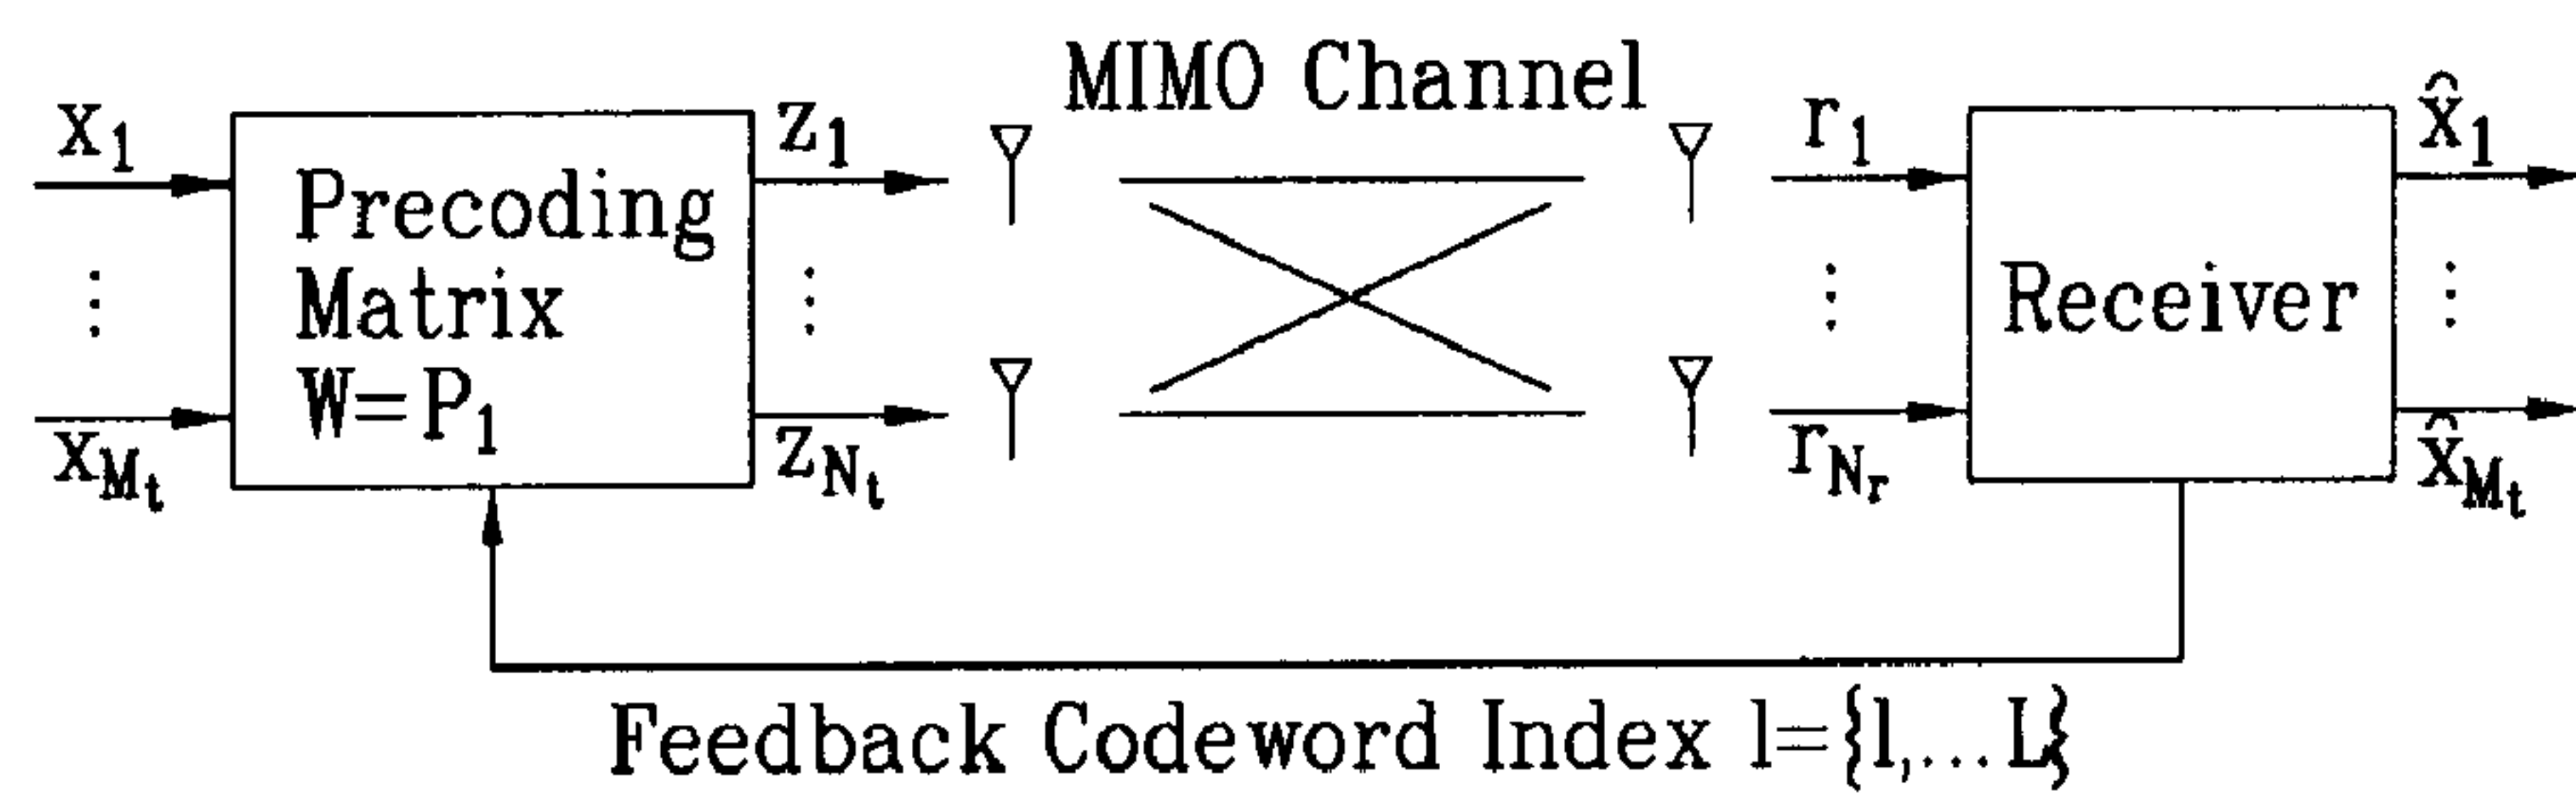 MIMO Channel
x1
Precoding
Matrix
W=P1
xMt
z1
zNt
r1
rNr
Receiver
x̂1
x̂Mt
Feedback Codeword Index l={l,...L}